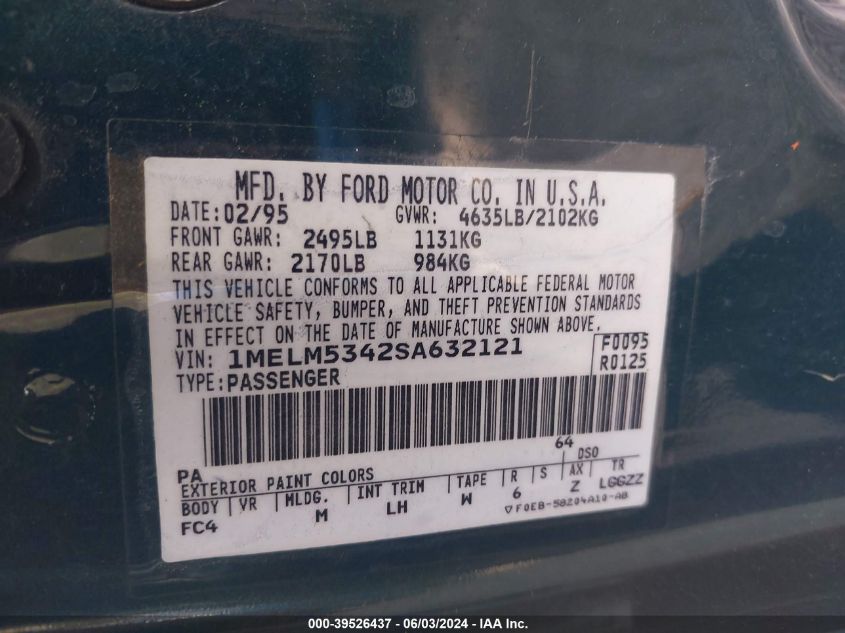 MFD. BY FORD MOTOR CO. IN U.S.A.
DATE: 02/95 GVWR: 4635LB/2102KG
FRONT GAWR: 2495LB 1131KG
REAR GAWR: 2170LB 984KG
THIS VEHICLE CONFORMS TO ALL APPLICABLE FEDERAL MOTOR
VEHICLE SAFETY, BUMPER, AND THEFT PREVENTION STANDARDS
IN EFFECT ON THE DATE OF MANUFACTURE SHOWN ABOVE.
VIN: 1MELM5342SA632121 F0095
TYPE: PASSENGER R0125
64
PA DSO
EXTERIOR PAINT COLORS
BODY VR MLDG. INT TRIM TAPE R S AX TR
FC4 M LH W 6 Z LGGZZ
F0EB-58204A10-AB
000-39526437 - 06/03/2024 - IAA Inc.